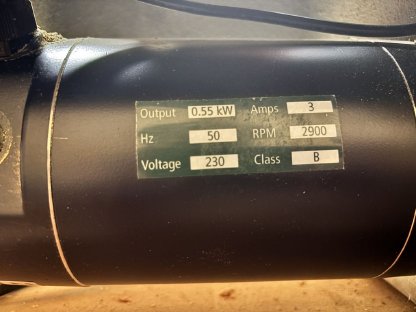 Output 0.55 kW Amps 3
Hz 50 RPM 2900
Voltage 230 Class B